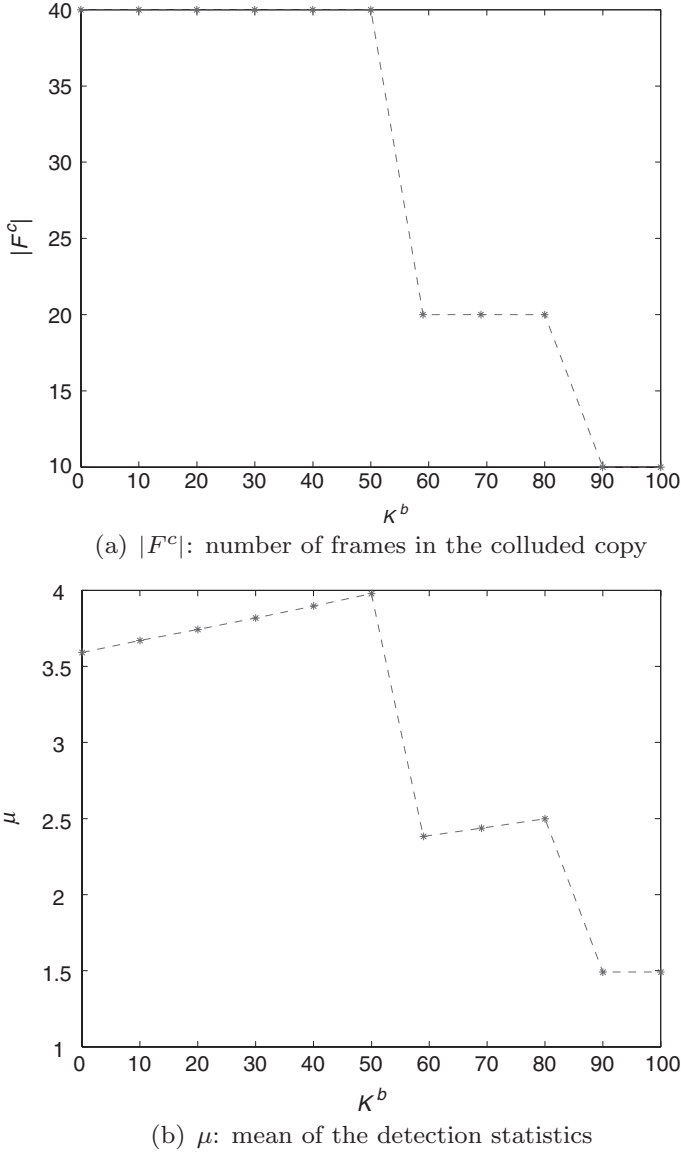 40
35
30
25
20
15
10
|F^c|
0 10 20 30 40 50 60 70 80 90 100
K^b
(a) |F^c|: number of frames in the colluded copy
4
3.5
3
2.5
2
1.5
1
μ
0 10 20 30 40 50 60 70 80 90 100
K^b
(b) μ: mean of the detection statistics